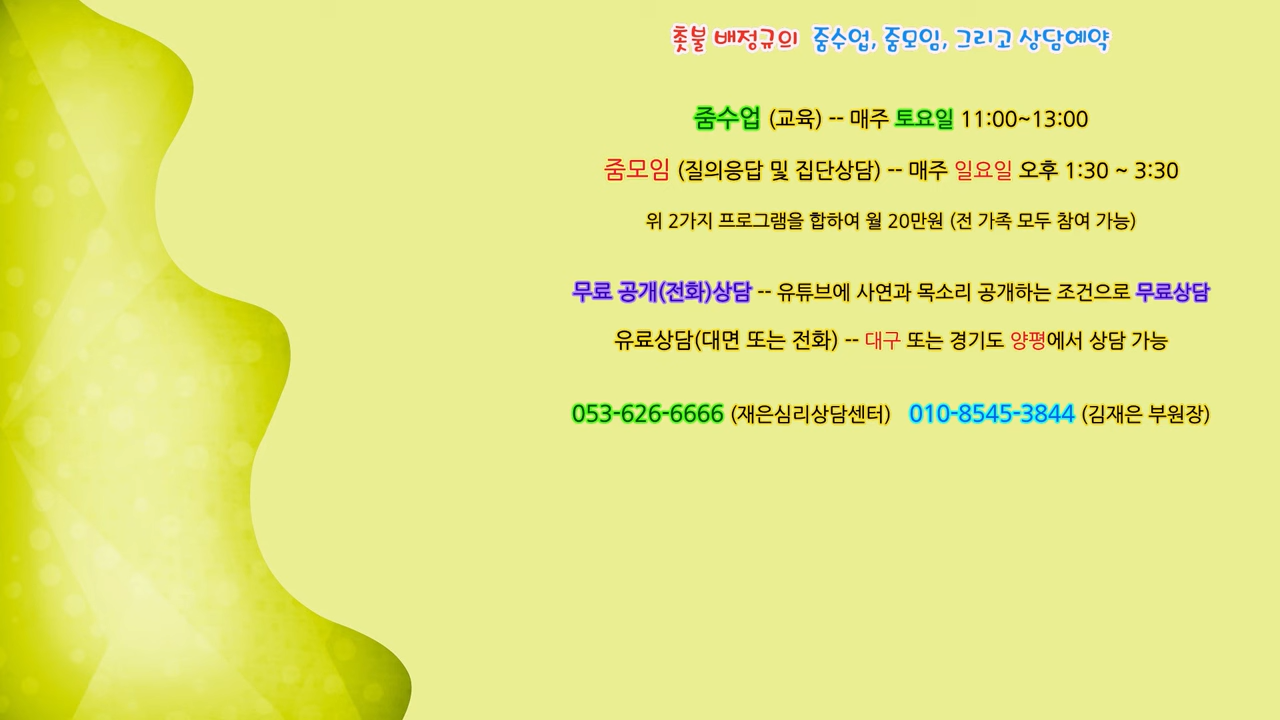 촛불 배정규의 줌수업, 줌모임, 그리고 상담예약
줌수업 (교육) -- 매주 토요일 11:00~13:00
줌모임 (질의응답 및 집단상담) -- 매주 일요일 오후 1:30 ~ 3:30
위 2가지 프로그램을 합하여 월 20만원 (전 가족 모두 참여 가능)
무료 공개(전화)상담 -- 유튜브에 사연과 목소리 공개하는 조건으로 무료상담
유료상담(대면 또는 전화) -- 대구 또는 경기도 양평에서 상담 가능
053-626-6666 (재은심리상담센터) 010-8545-3844 (김재은 부원장)